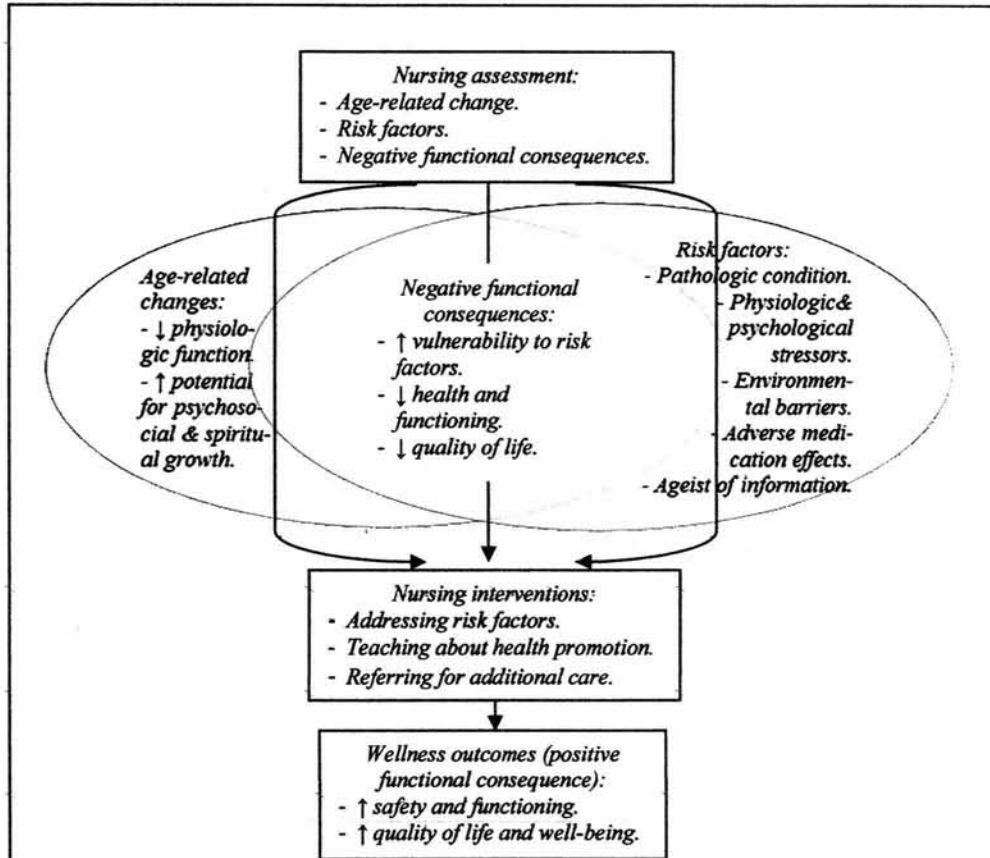 Nursing assessment:
- Age-related change.
- Risk factors.
- Negative functional consequences.
Age-related
changes:
- ↓ physiolo-
gic function.
- ↑ potential
for psychoso-
cial & spiritu-
al growth.
Negative functional
consequences:
- ↑ vulnerability to risk
factors.
- ↓ health and
functioning.
- ↓ quality of life.
Risk factors:
- Pathologic condition.
- Physiologic&
psychological
stressors.
- Environmen-
tal barriers.
- Adverse medi-
cation effects.
- Ageist of information.
Nursing interventions:
- Addressing risk factors.
- Teaching about health promotion.
- Referring for additional care.
Wellness outcomes (positive
functional consequence):
- ↑ safety and functioning.
- ↑ quality of life and well-being.